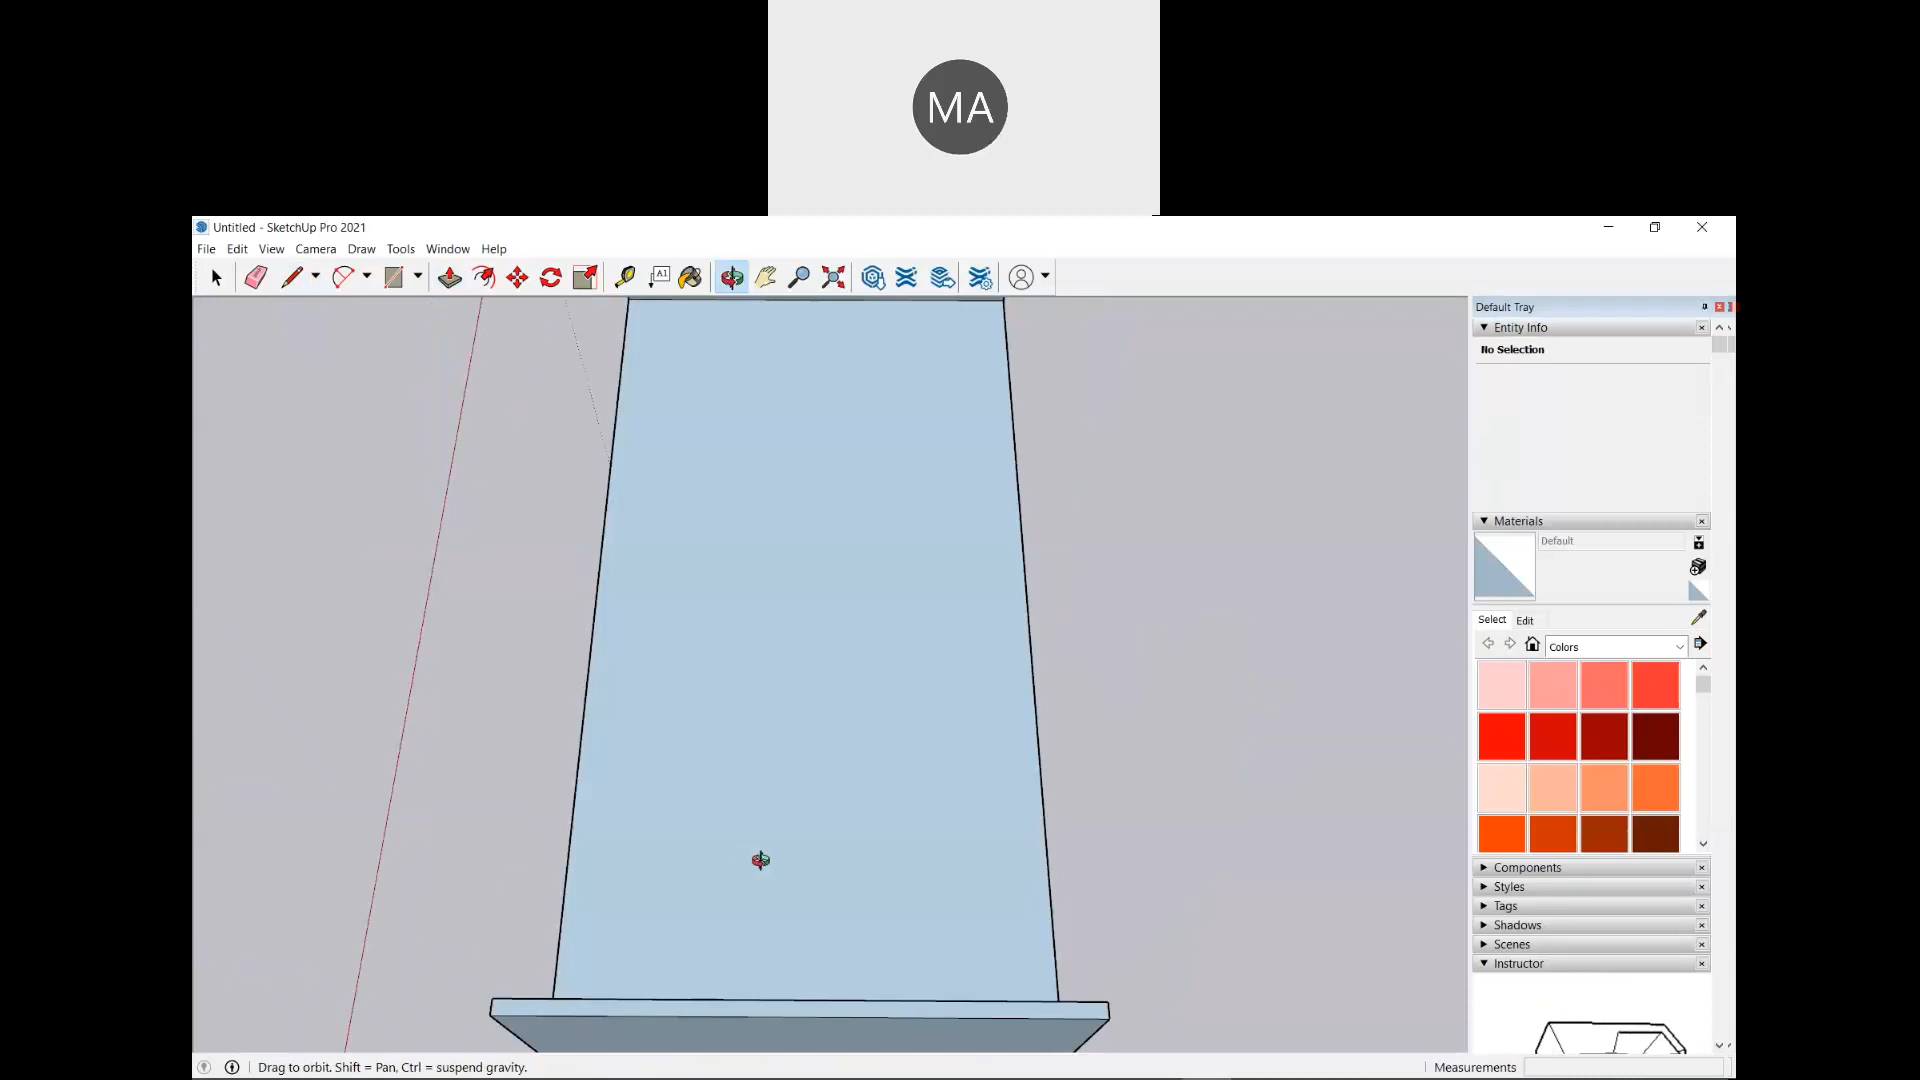 MA
Untitled - SketchUp Pro 2021
File Edit View Camera Draw Tools Window Help
A1
Default Tray
Entity Info
No Selection
Materials
Default
Select Edit
Colors
Components
Styles
Tags
Shadows
Scenes
Instructor
Drag to orbit. Shift = Pan, Ctrl = suspend gravity.
Measurements